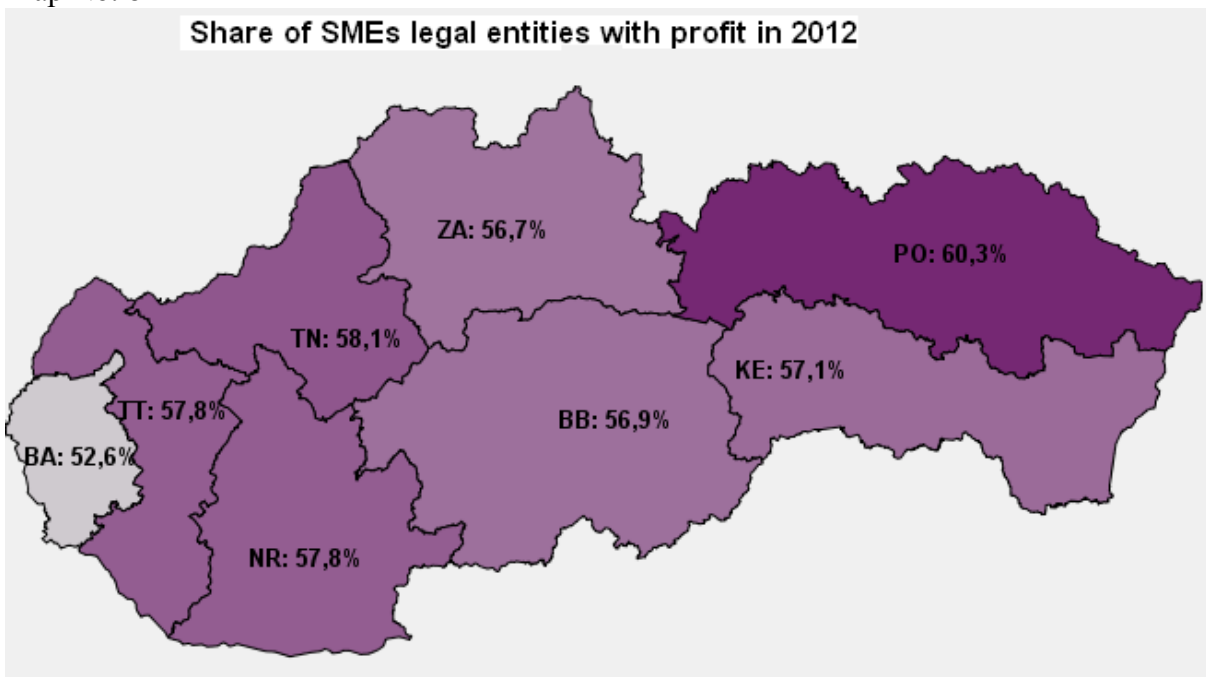 Share of SMEs legal entities with profit in 2012
ZA: 56,7%
PO: 60,3%
TN: 58,1%
KE: 57,1%
TT: 57,8%
BB: 56,9%
BA: 52,6%
NR: 57,8%